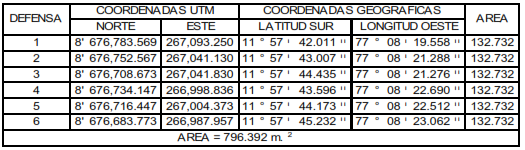 DEFENSA COORDENADAS UTM COORDENADAS GEOGRAFICAS AREA
NORTE ESTE LATITUD SUR LONGITUD OESTE
1 8' 676,783.569 267,093.250 11 ° 57 ' 42.011 '' 77 ° 08 ' 19.558 '' 132.732
2 8' 676,752.567 267,041.130 11 ° 57 ' 43.007 '' 77 ° 08 ' 21.288 '' 132.732
3 8' 676,708.673 267,041.830 11 ° 57 ' 44.435 '' 77 ° 08 ' 21.276 '' 132.732
4 8' 676,734.147 266,998.836 11 ° 57 ' 43.596 '' 77 ° 08 ' 22.690 '' 132.732
5 8' 676,716.447 267,004.373 11 ° 57 ' 44.173 '' 77 ° 08 ' 22.512 '' 132.732
6 8' 676,683.773 266,987.957 11 ° 57 ' 45.232 '' 77 ° 08 ' 23.062 '' 132.732
AREA = 796.392 m. ²